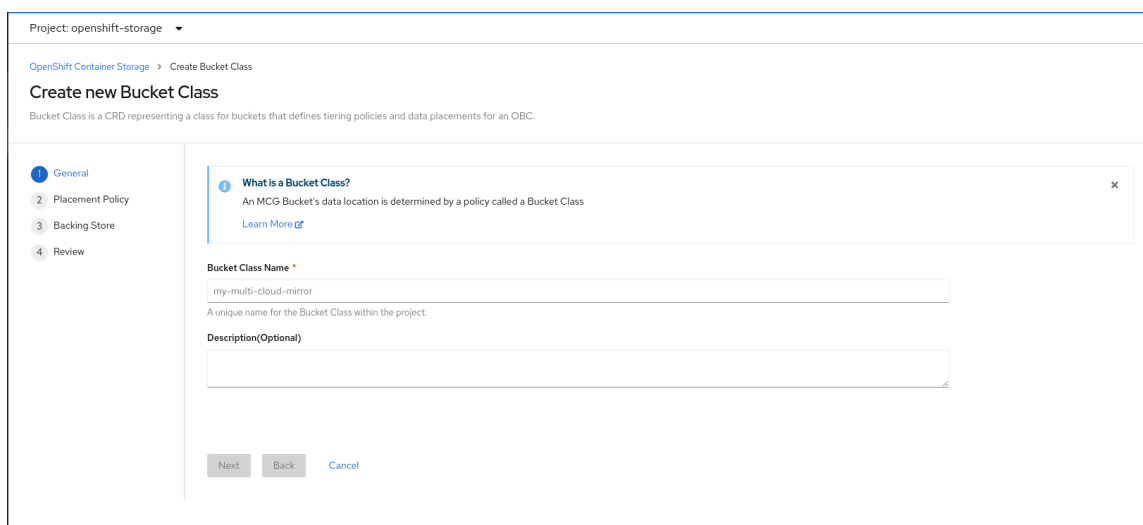 Project: openshift-storage
OpenShift Container Storage > Create Bucket Class
Create new Bucket Class
Bucket Class is a CRD representing a class for buckets that defines tiering policies and data placements for an OBC.
1 General
2 Placement Policy
3 Backing Store
4 Review
What is a Bucket Class?
An MCG Bucket's data location is determined by a policy called a Bucket Class
Learn More
Bucket Class Name *
my-multi-cloud-mirror
A unique name for the Bucket Class within the project.
Description(Optional)
Next Back Cancel